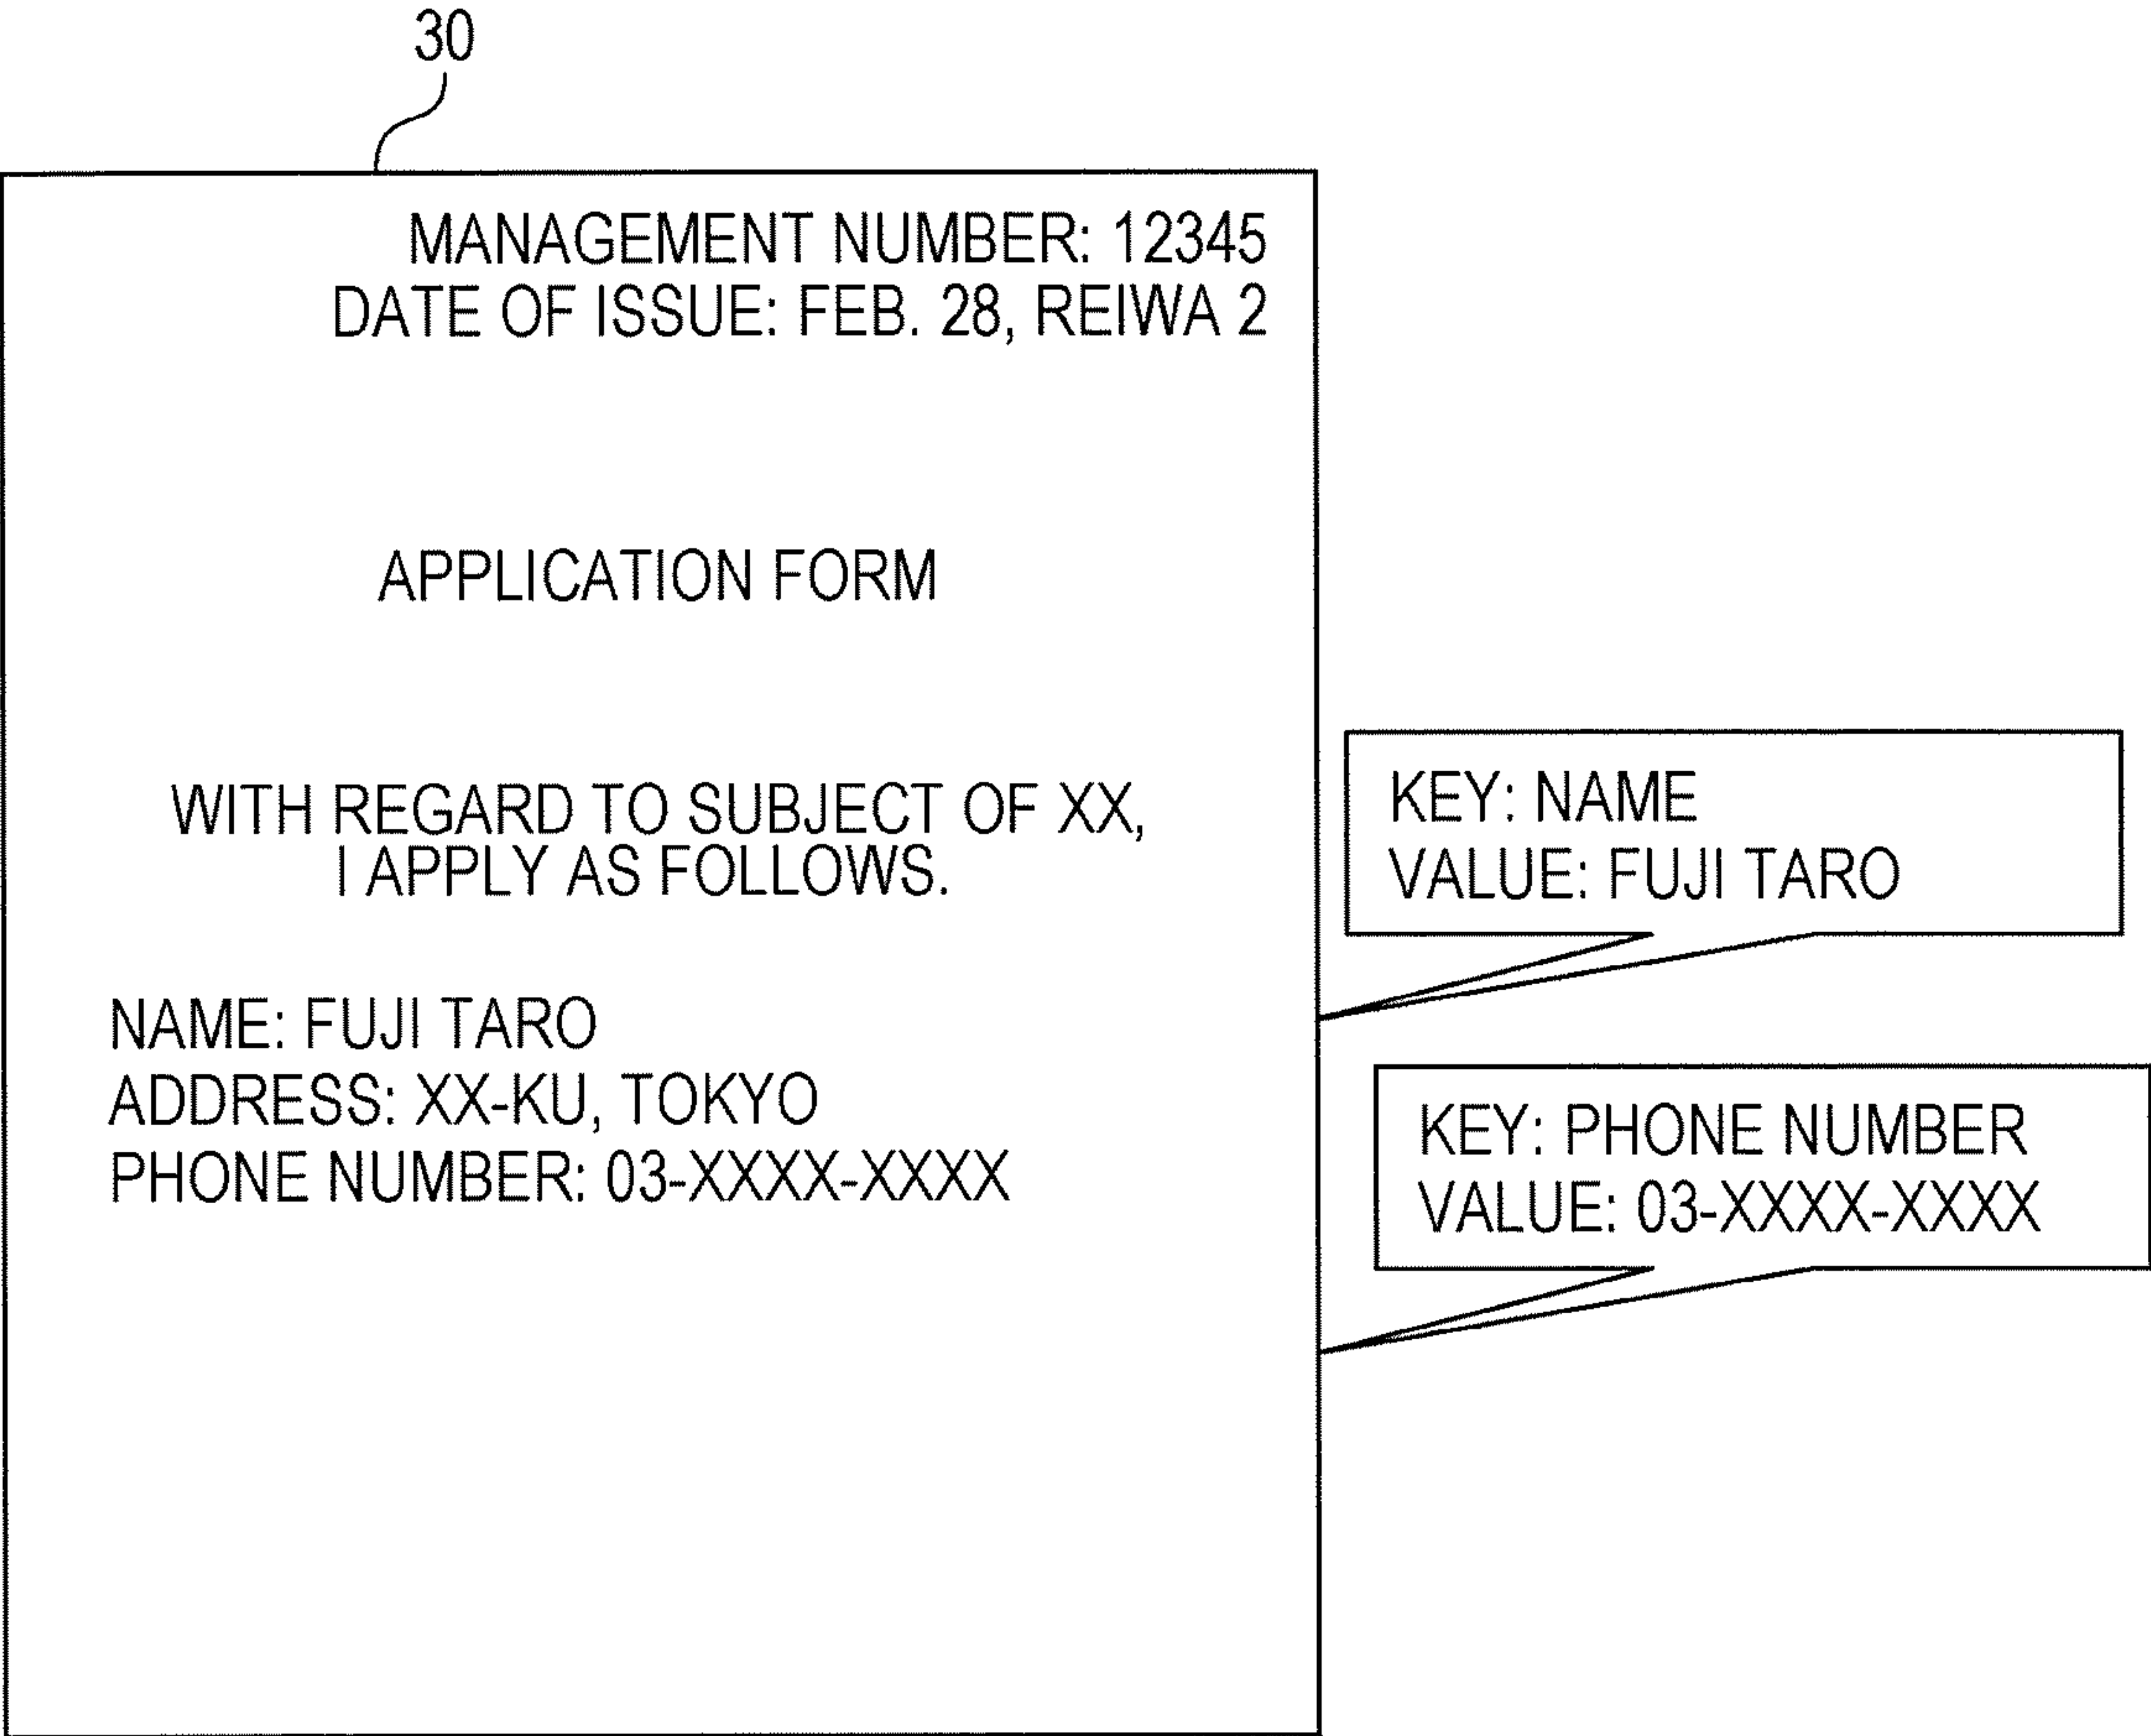 30
MANAGEMENT NUMBER: 12345
DATE OF ISSUE: FEB. 28, REIWA 2
APPLICATION FORM
WITH REGARD TO SUBJECT OF XX,
I APPLY AS FOLLOWS.
NAME: FUJI TARO
ADDRESS: XX-KU, TOKYO
PHONE NUMBER: 03-XXXX-XXXX
KEY: NAME
VALUE: FUJI TARO
KEY: PHONE NUMBER
VALUE: 03-XXXX-XXXX